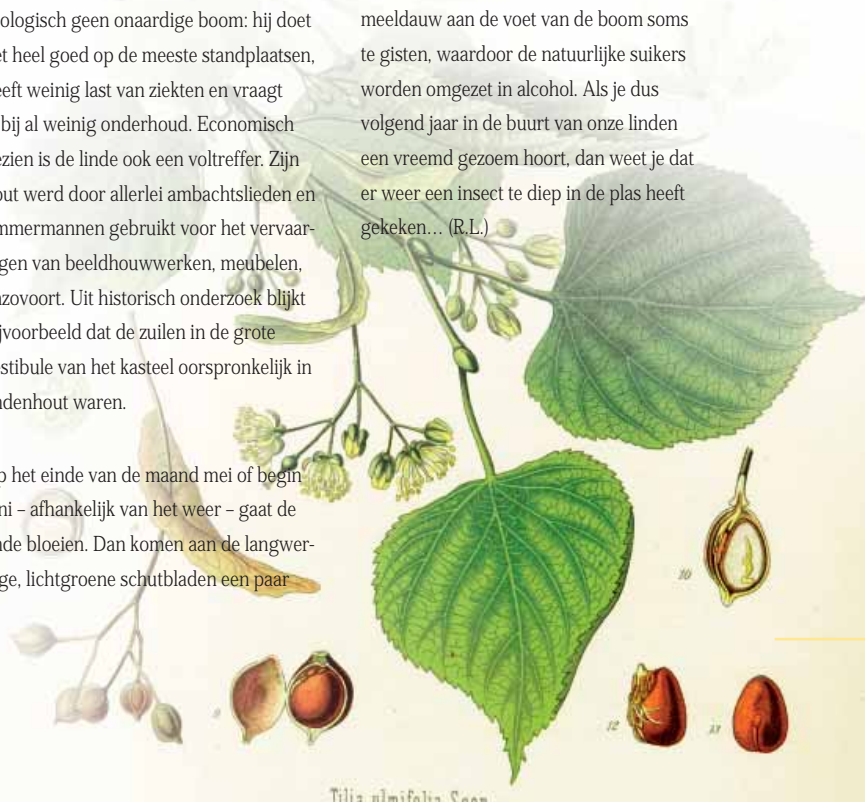 ologisch geen onaardige boom: hij doet
et heel goed op de meeste standplaatsen,
eeft weinig last van ziekten en vraagt
bij al weinig onderhoud. Economisch
ezien is de linde ook een voltreffer. Zijn
out werd door allerlei ambachtslieden en
mmermannen gebruikt voor het vervaar-
gen van beeldhouwwerken, meubelen,
nzovoort. Uit historisch onderzoek blijkt
ijvoorbeeld dat de zuilen in de grote
stibule van het kasteel oorspronkelijk in
ndenhout waren.
p het einde van de maand mei of begin
ni – afhankelijk van het weer – gaat de
nde bloeien. Dan komen aan de langwer-
ge, lichtgroene schutbladen een paar
meeldauw aan de voet van de boom soms
te gisten, waardoor de natuurlijke suikers
worden omgezet in alcohol. Als je dus
volgend jaar in de buurt van onze linden
een vreemd gezoem hoort, dan weet je dat
er weer een insect te diep in de plas heeft
gekeken… (R.L.)
10
9
12
13
Tilia ulmifolia Scop.